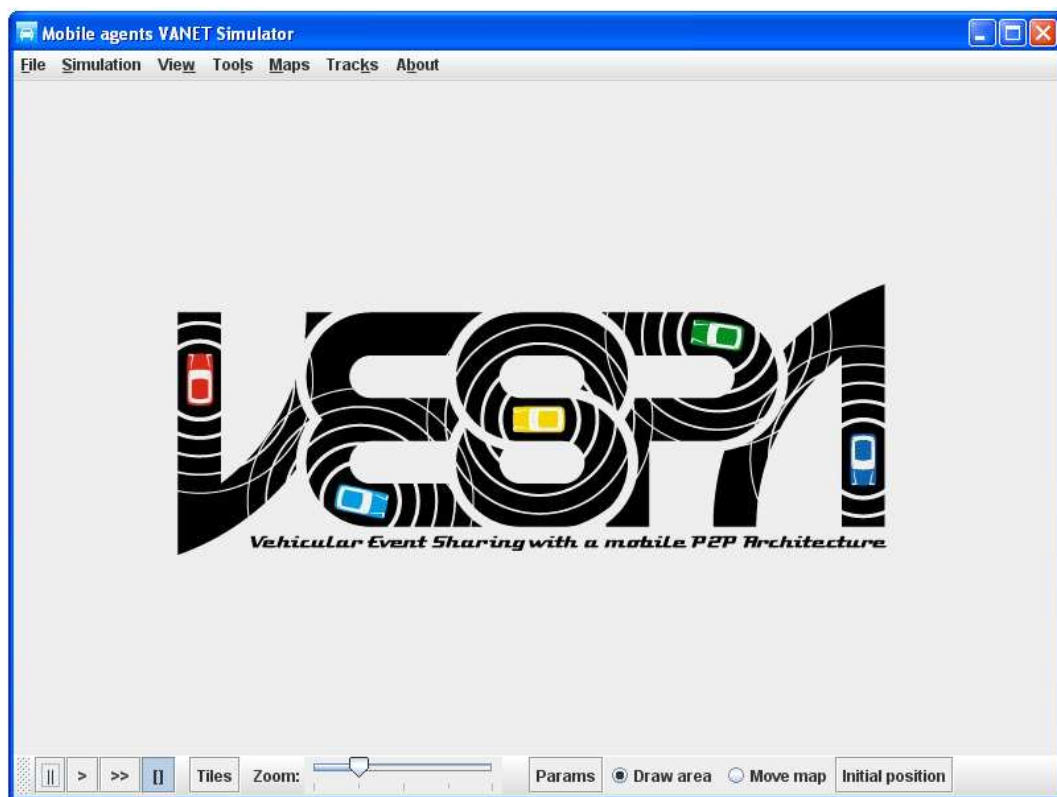 Mobile agents VANET Simulator
File Simulation View Tools Maps Tracks About
VESPA
Vehicular Event Sharing with a mobile P2P Architecture
|| > >> [] Tiles Zoom: Params Draw area Move map Initial position